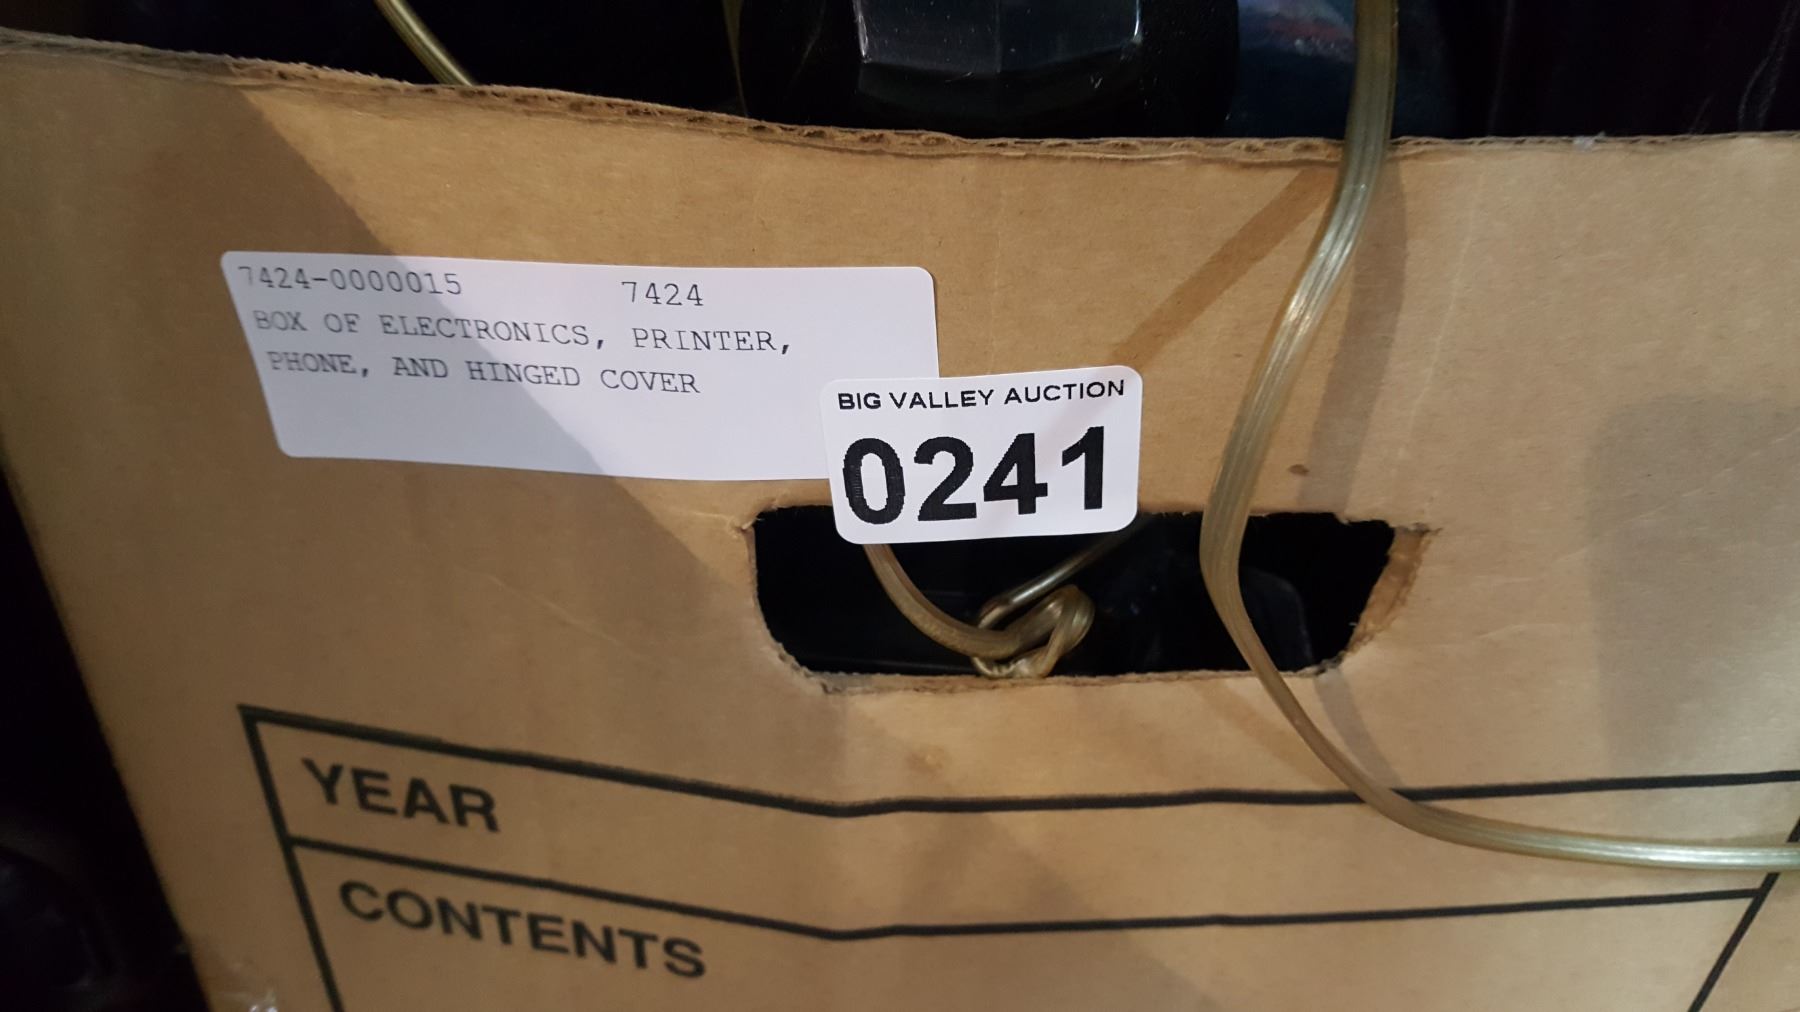 7424-0000015 7424
BOX OF ELECTRONICS, PRINTER,
PHONE, AND HINGED COVER
BIG VALLEY AUCTION
0241
YEAR
CONTENTS